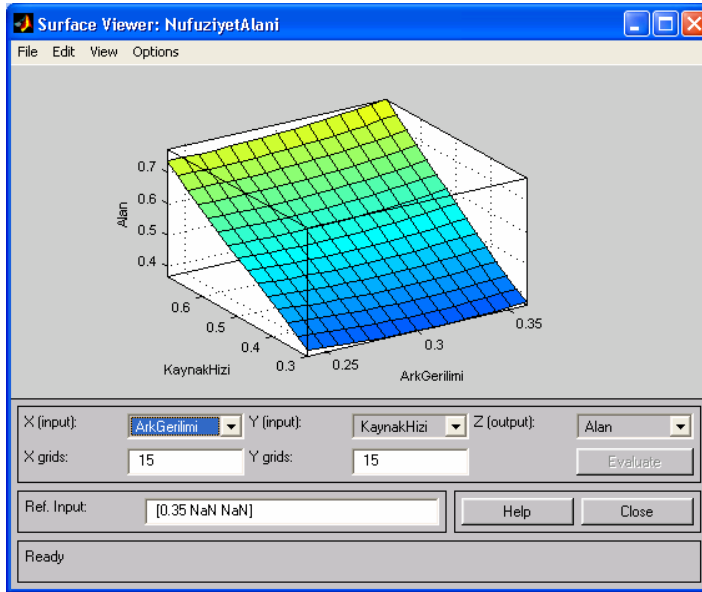 Surface Viewer: NufuziyetAlani
File Edit View Options
0.7
0.6
0.5
0.4
Alan
0.6
0.5
0.4
0.3
KaynakHizi
0.25
0.3
0.35
ArkGerilimi
X (input): ArkGerilimi Y (input): KaynakHizi Z (output): Alan
X grids: 15 Y grids: 15 Evaluate
Ref. Input: [0.35 NaN NaN] Help Close
Ready